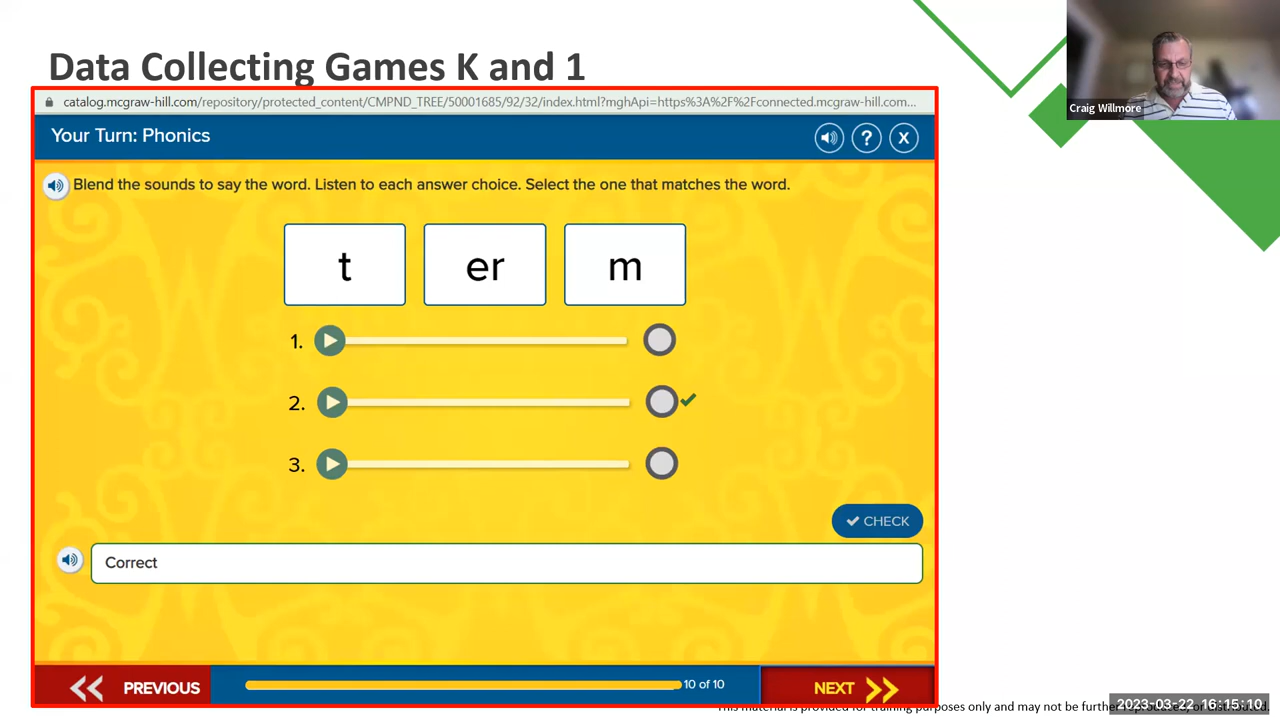 Data Collecting Games K and 1
Craig Willmore
catalog.mcgraw-hill.com/repository/protected_content/CMPND_TREE/50001685/92/32/index.html?mghApi=https%3A%2F%2Fconnected.mcgraw-hill.com...
Your Turn: Phonics
?
X
Blend the sounds to say the word. Listen to each answer choice. Select the one that matches the word.
t er m
1.
2.
3.
CHECK
Correct
PREVIOUS
10 of 10
NEXT
This material is provided for training purposes only and may not be further reproduced or distributed.
2023-03-22 16:15:10